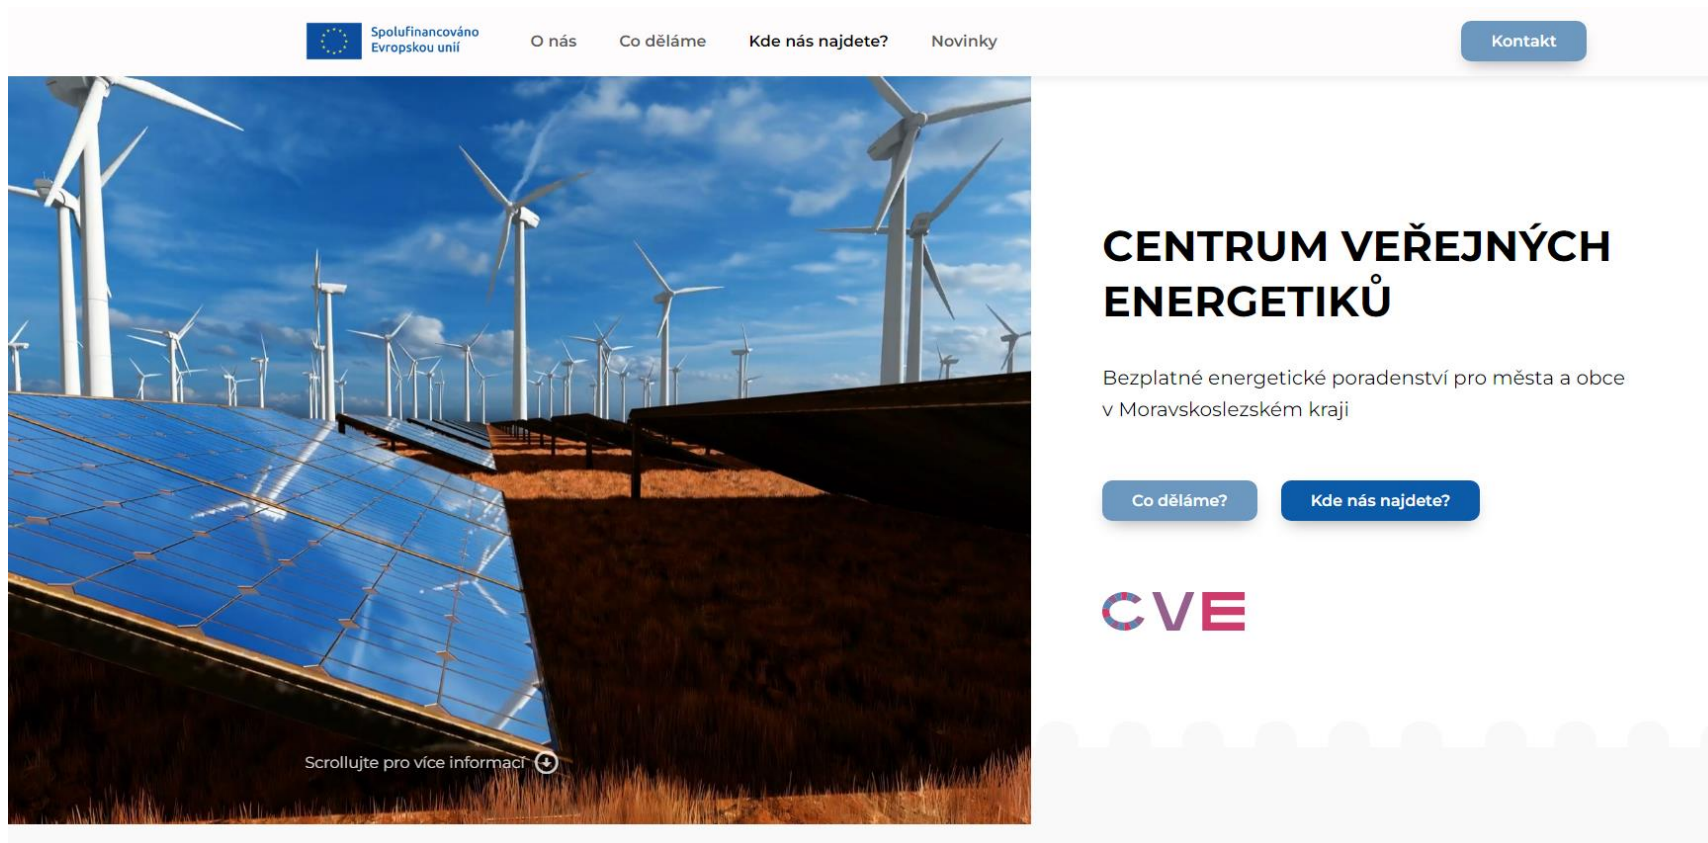 Spolufinancováno
Evropskou unií
O nás
Co děláme
Kde nás najdete?
Novinky
Kontakt
CENTRUM VEŘEJNÝCH
ENERGETIKŮ
Bezplatné energetické poradenství pro města a obce
v Moravskoslezském kraji
Co děláme?
Kde nás najdete?
CVE
Scrollujte pro více informací